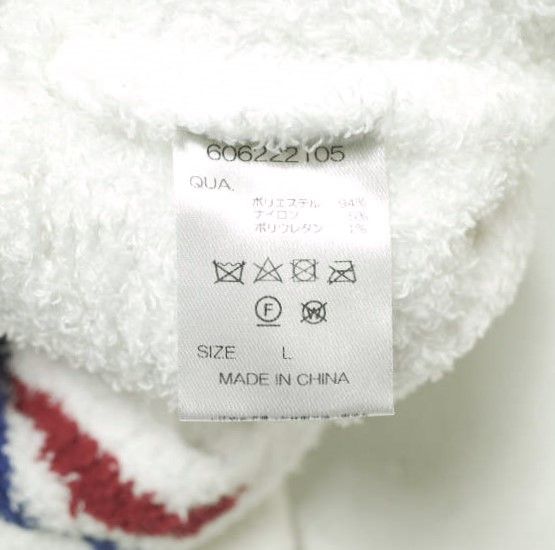 606222105
QUA.
ポリエステル 94%
ナイロン 5%
ポリウレタン 1%
F W
SIZE L
MADE IN CHINA